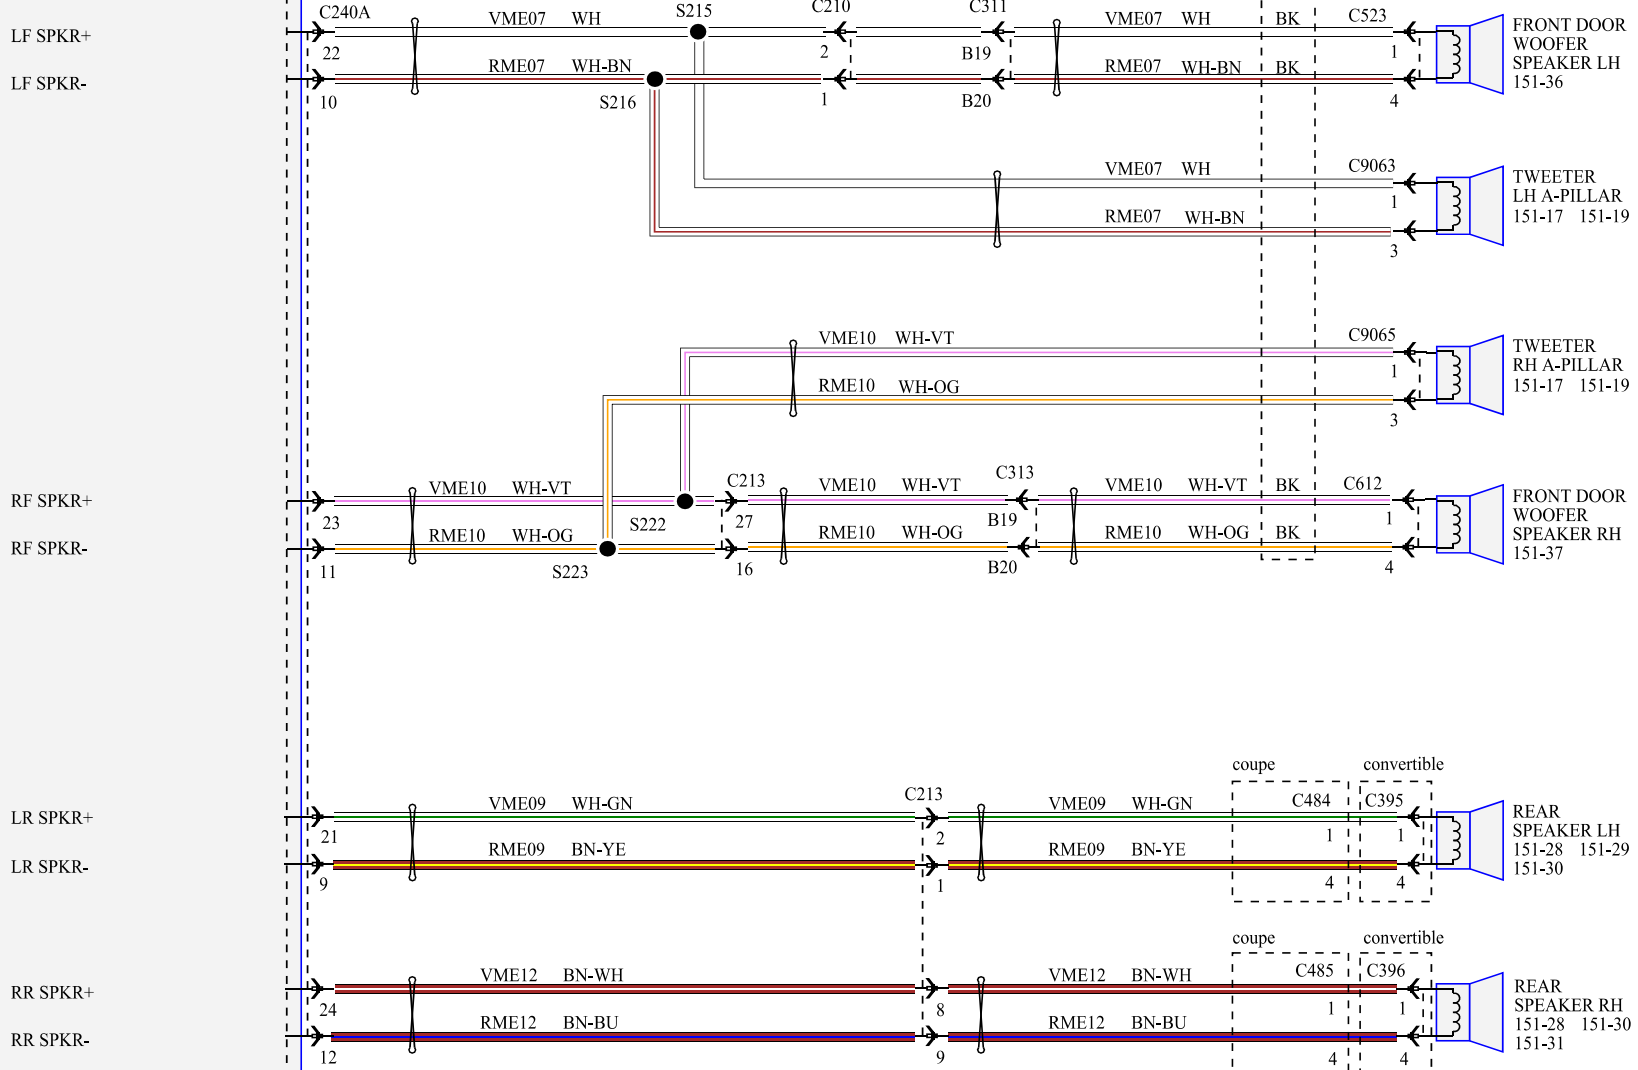 C240A S215 C210 C311 C523
LF SPKR+ VME07 WH VME07 WH BK FRONT DOOR
22 2 B19 1 WOOFER
RME07 WH-BN RME07 WH-BN BK SPEAKER LH
LF SPKR- 151-36
10 S216 1 B20 4
VME07 WH C9063 TWEETER
1 LH A-PILLAR
RME07 WH-BN 151-17 151-19
3
VME10 WH-VT C9065 TWEETER
1 RH A-PILLAR
RME10 WH-OG 151-17 151-19
3
C213 C313 C612
RF SPKR+ VME10 WH-VT VME10 WH-VT VME10 WH-VT BK FRONT DOOR
23 S222 27 B19 1 WOOFER
RME10 WH-OG RME10 WH-OG RME10 WH-OG BK SPEAKER RH
RF SPKR- 151-37
11 S223 16 B20 4
coupe convertible
C213 C484 C395
LR SPKR+ VME09 WH-GN VME09 WH-GN REAR
21 2 1 1 SPEAKER LH
RME09 BN-YE RME09 BN-YE 151-28 151-29
LR SPKR- 151-30
9 1 4 4
coupe convertible
C485 C396
RR SPKR+ VME12 BN-WH VME12 BN-WH REAR
24 8 1 1 SPEAKER RH
RME12 BN-BU RME12 BN-BU 151-28 151-30
RR SPKR- 151-31
12 9 4 4